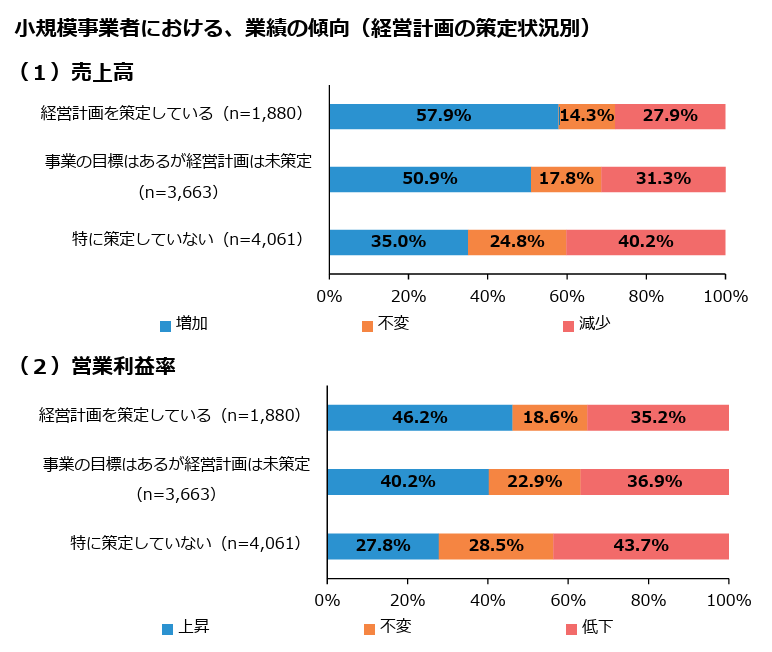 小規模事業者における、業績の傾向（経営計画の策定状況別）
（１）売上高
経営計画を策定している（n=1,880） 57.9% 14.3% 27.9%
事業の目標はあるが経営計画は未策定
（n=3,663） 50.9% 17.8% 31.3%
特に策定していない（n=4,061） 35.0% 24.8% 40.2%
0% 20% 40% 60% 80% 100%
増加 不変 減少
（２）営業利益率
経営計画を策定している（n=1,880） 46.2% 18.6% 35.2%
事業の目標はあるが経営計画は未策定
（n=3,663） 40.2% 22.9% 36.9%
特に策定していない（n=4,061） 27.8% 28.5% 43.7%
0% 20% 40% 60% 80% 100%
上昇 不変 低下